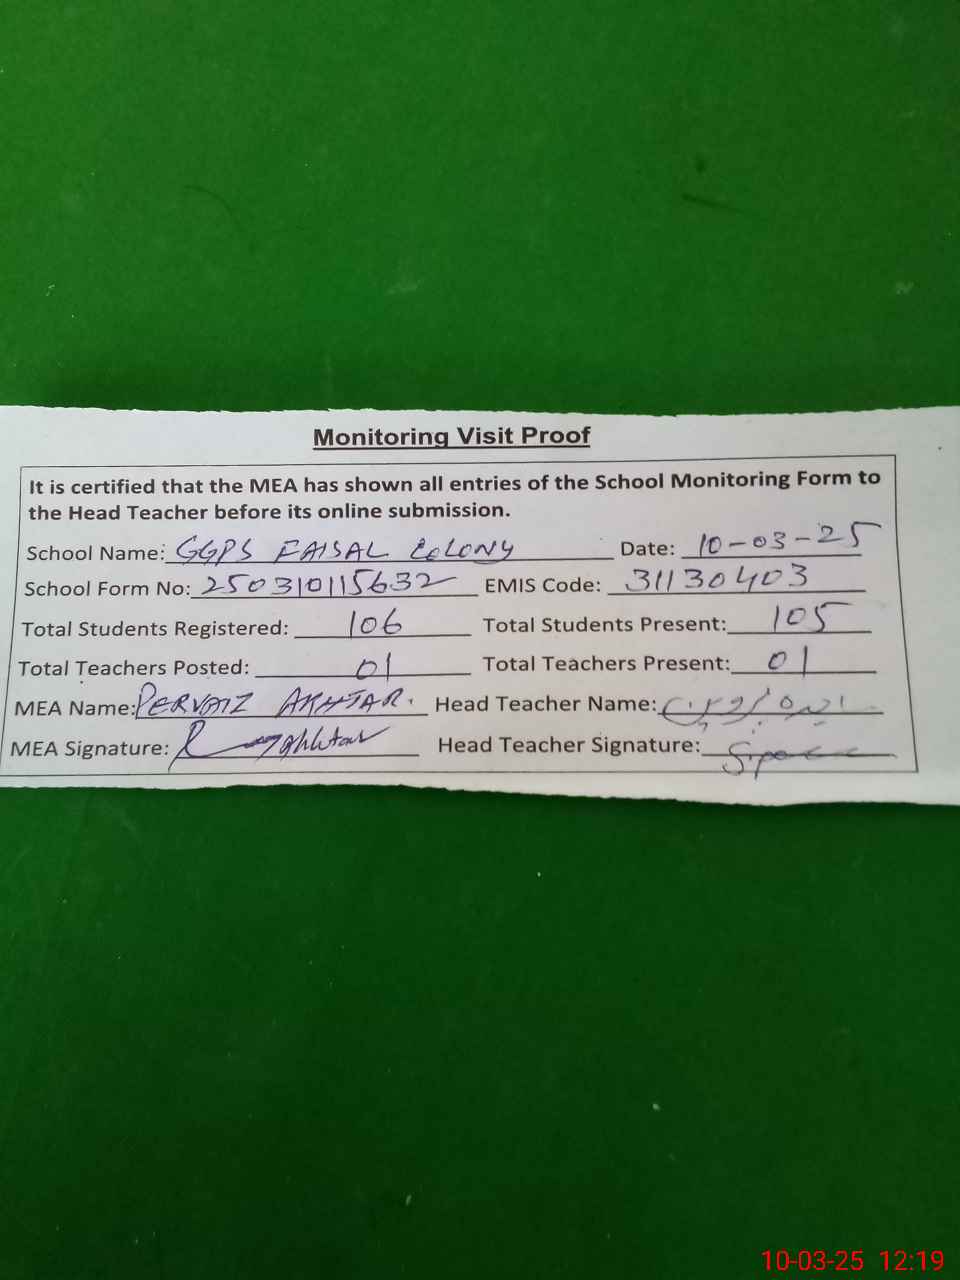 Monitoring Visit Proof
It is certified that the MEA has shown all entries of the School Monitoring Form to
the Head Teacher before its online submission.
School Name: GGPS FAISAL COLONY Date: 10-03-25
School Form No: 250310115632 EMIS Code: 31130403
Total Students Registered: 106 Total Students Present: 105
Total Teachers Posted: 01 Total Teachers Present: 01
MEA Name: PERVAIZ AKHTAR. Head Teacher Name:
MEA Signature: Head Teacher Signature:
10-03-25 12:19